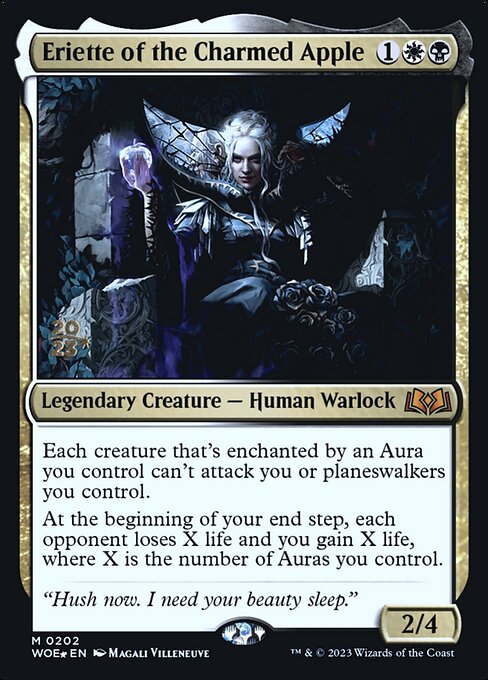 Eriette of the Charmed Apple 1
20
23
Legendary Creature — Human Warlock
Each creature that's enchanted by an Aura
you control can't attack you or planeswalkers
you control.
At the beginning of your end step, each
opponent loses X life and you gain X life,
where X is the number of Auras you control.
"Hush now. I need your beauty sleep."
2/4
M 0202
WOE★EN MAGALI VILLENEUVE
™ & © 2023 Wizards of the Coast